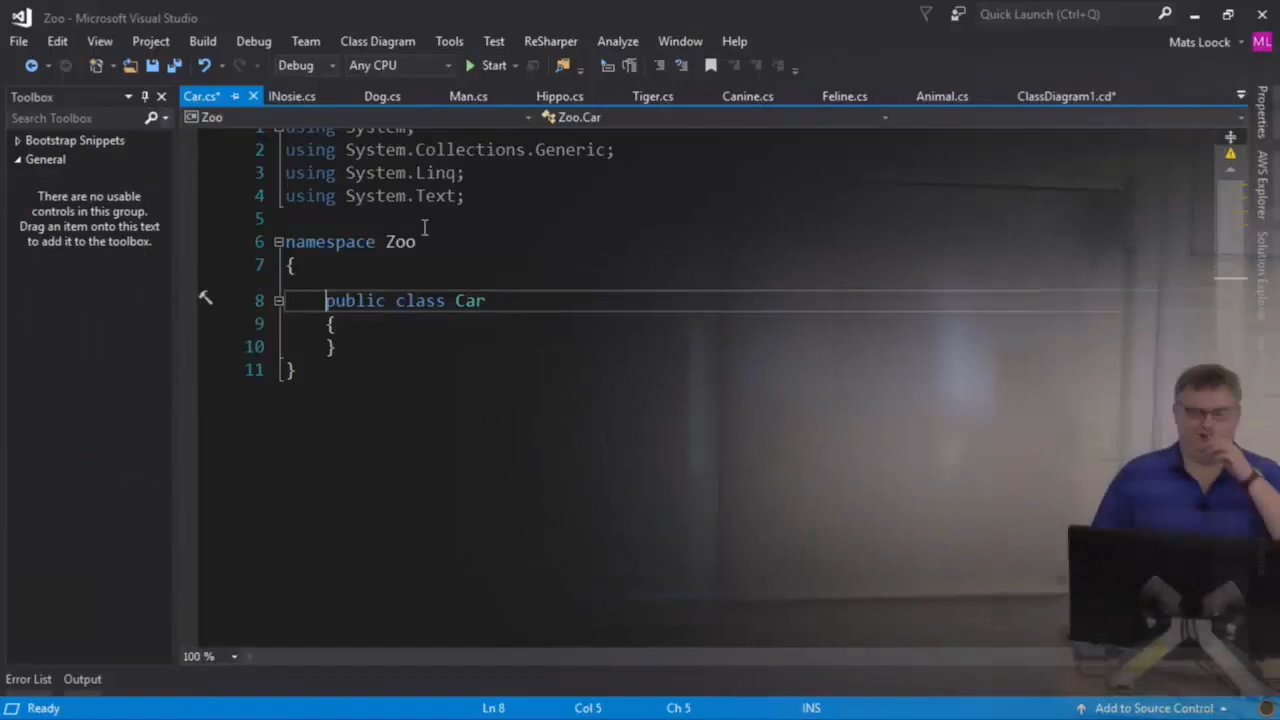 Zoo - Microsoft Visual Studio
Quick Launch (Ctrl+Q)
File Edit View Project Build Debug Team Class Diagram Tools Test ReSharper Analyze Window Help
Mats Loock ML
Debug Any CPU Start
Toolbox
Car.cs* INosie.cs Dog.cs Man.cs Hippo.cs Tiger.cs Canine.cs Feline.cs Animal.cs ClassDiagram1.cd*
Search Toolbox
Zoo Zoo.Car
Bootstrap Snippets
General
There are no usable
controls in this group.
Drag an item onto this text
to add it to the toolbox.
1 using System;
2 using System.Collections.Generic;
3 using System.Linq;
4 using System.Text;
5
6 namespace Zoo
7 {
8 public class Car
9 {
10 }
11 }
Properties
AWS Explorer
Solution Explorer
100 %
Error List Output
Ready Ln 8 Col 5 Ch 5 INS Add to Source Control